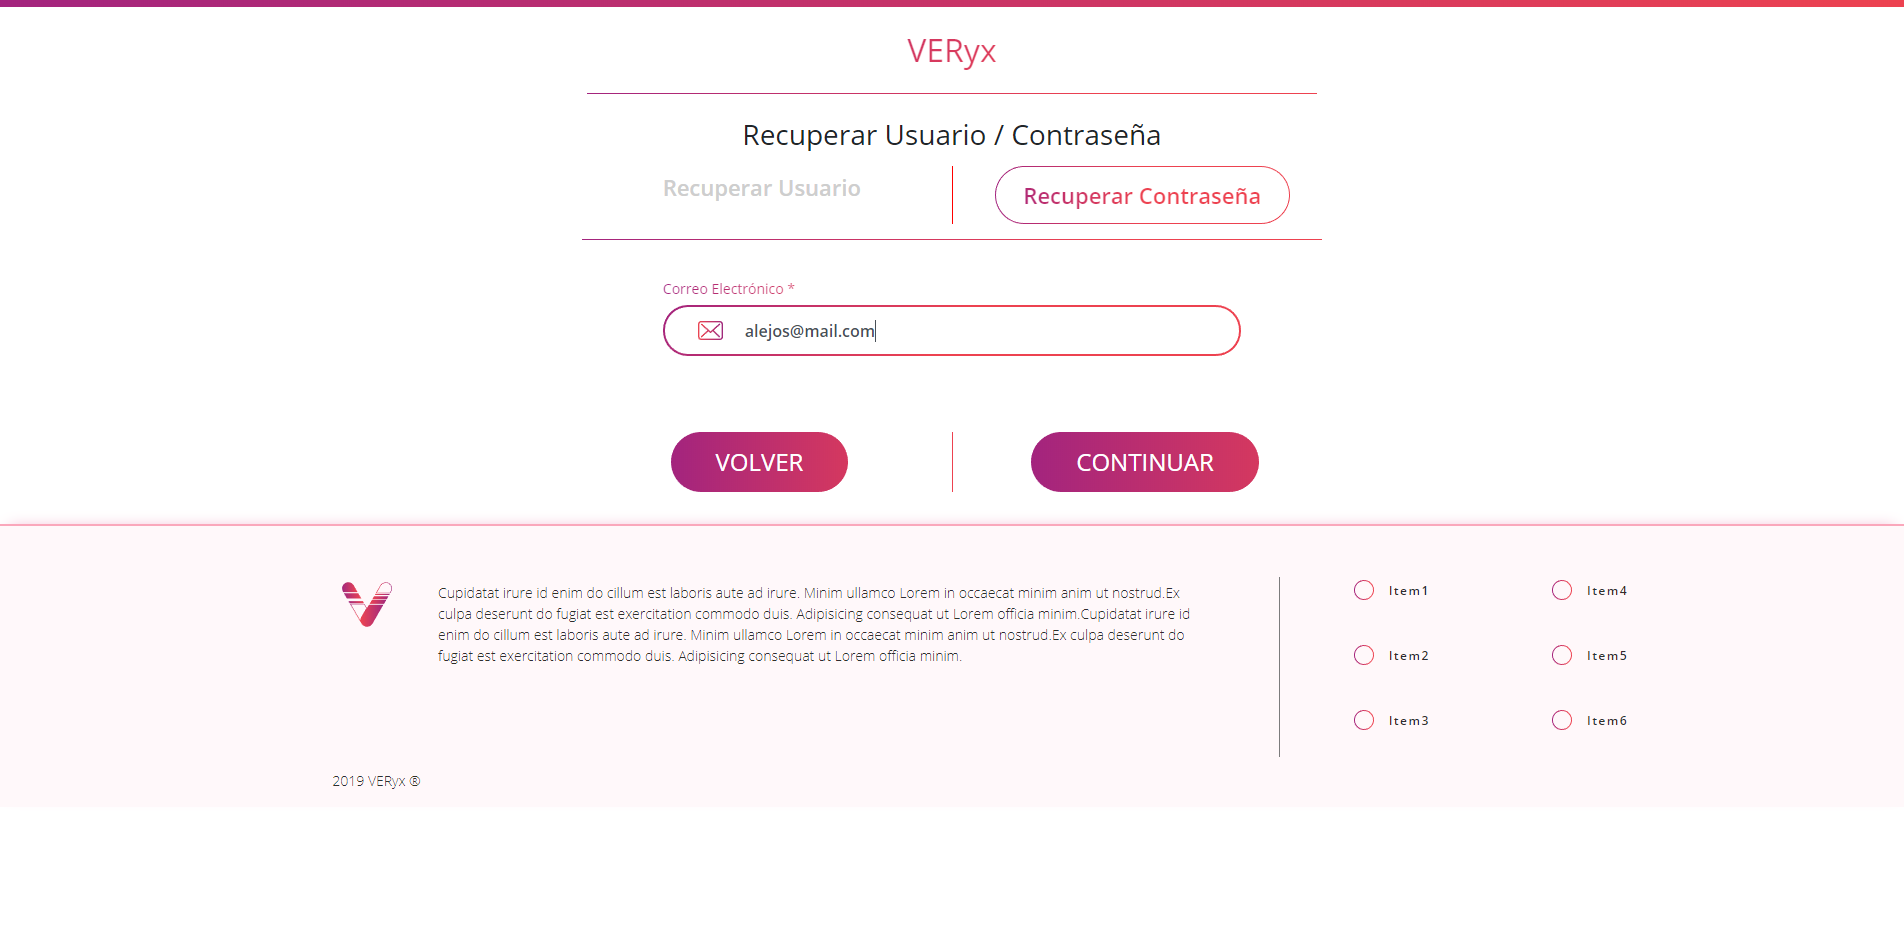 VERyx
Recuperar Usuario / Contraseña
Recuperar Usuario
Recuperar Contraseña
Correo Electrónico *
alejos@mail.com
VOLVER
CONTINUAR
Cupidatat irure id enim do cillum est laboris aute ad irure. Minim ullamco Lorem in occaecat minim anim ut nostrud.Ex
culpa deserunt do fugiat est exercitation commodo duis. Adipisicing consequat ut Lorem officia minim.Cupidatat irure id
enim do cillum est laboris aute ad irure. Minim ullamco Lorem in occaecat minim anim ut nostrud.Ex culpa deserunt do
fugiat est exercitation commodo duis. Adipisicing consequat ut Lorem officia minim.
Item1
Item4
Item2
Item5
Item3
Item6
2019 VERyx ®